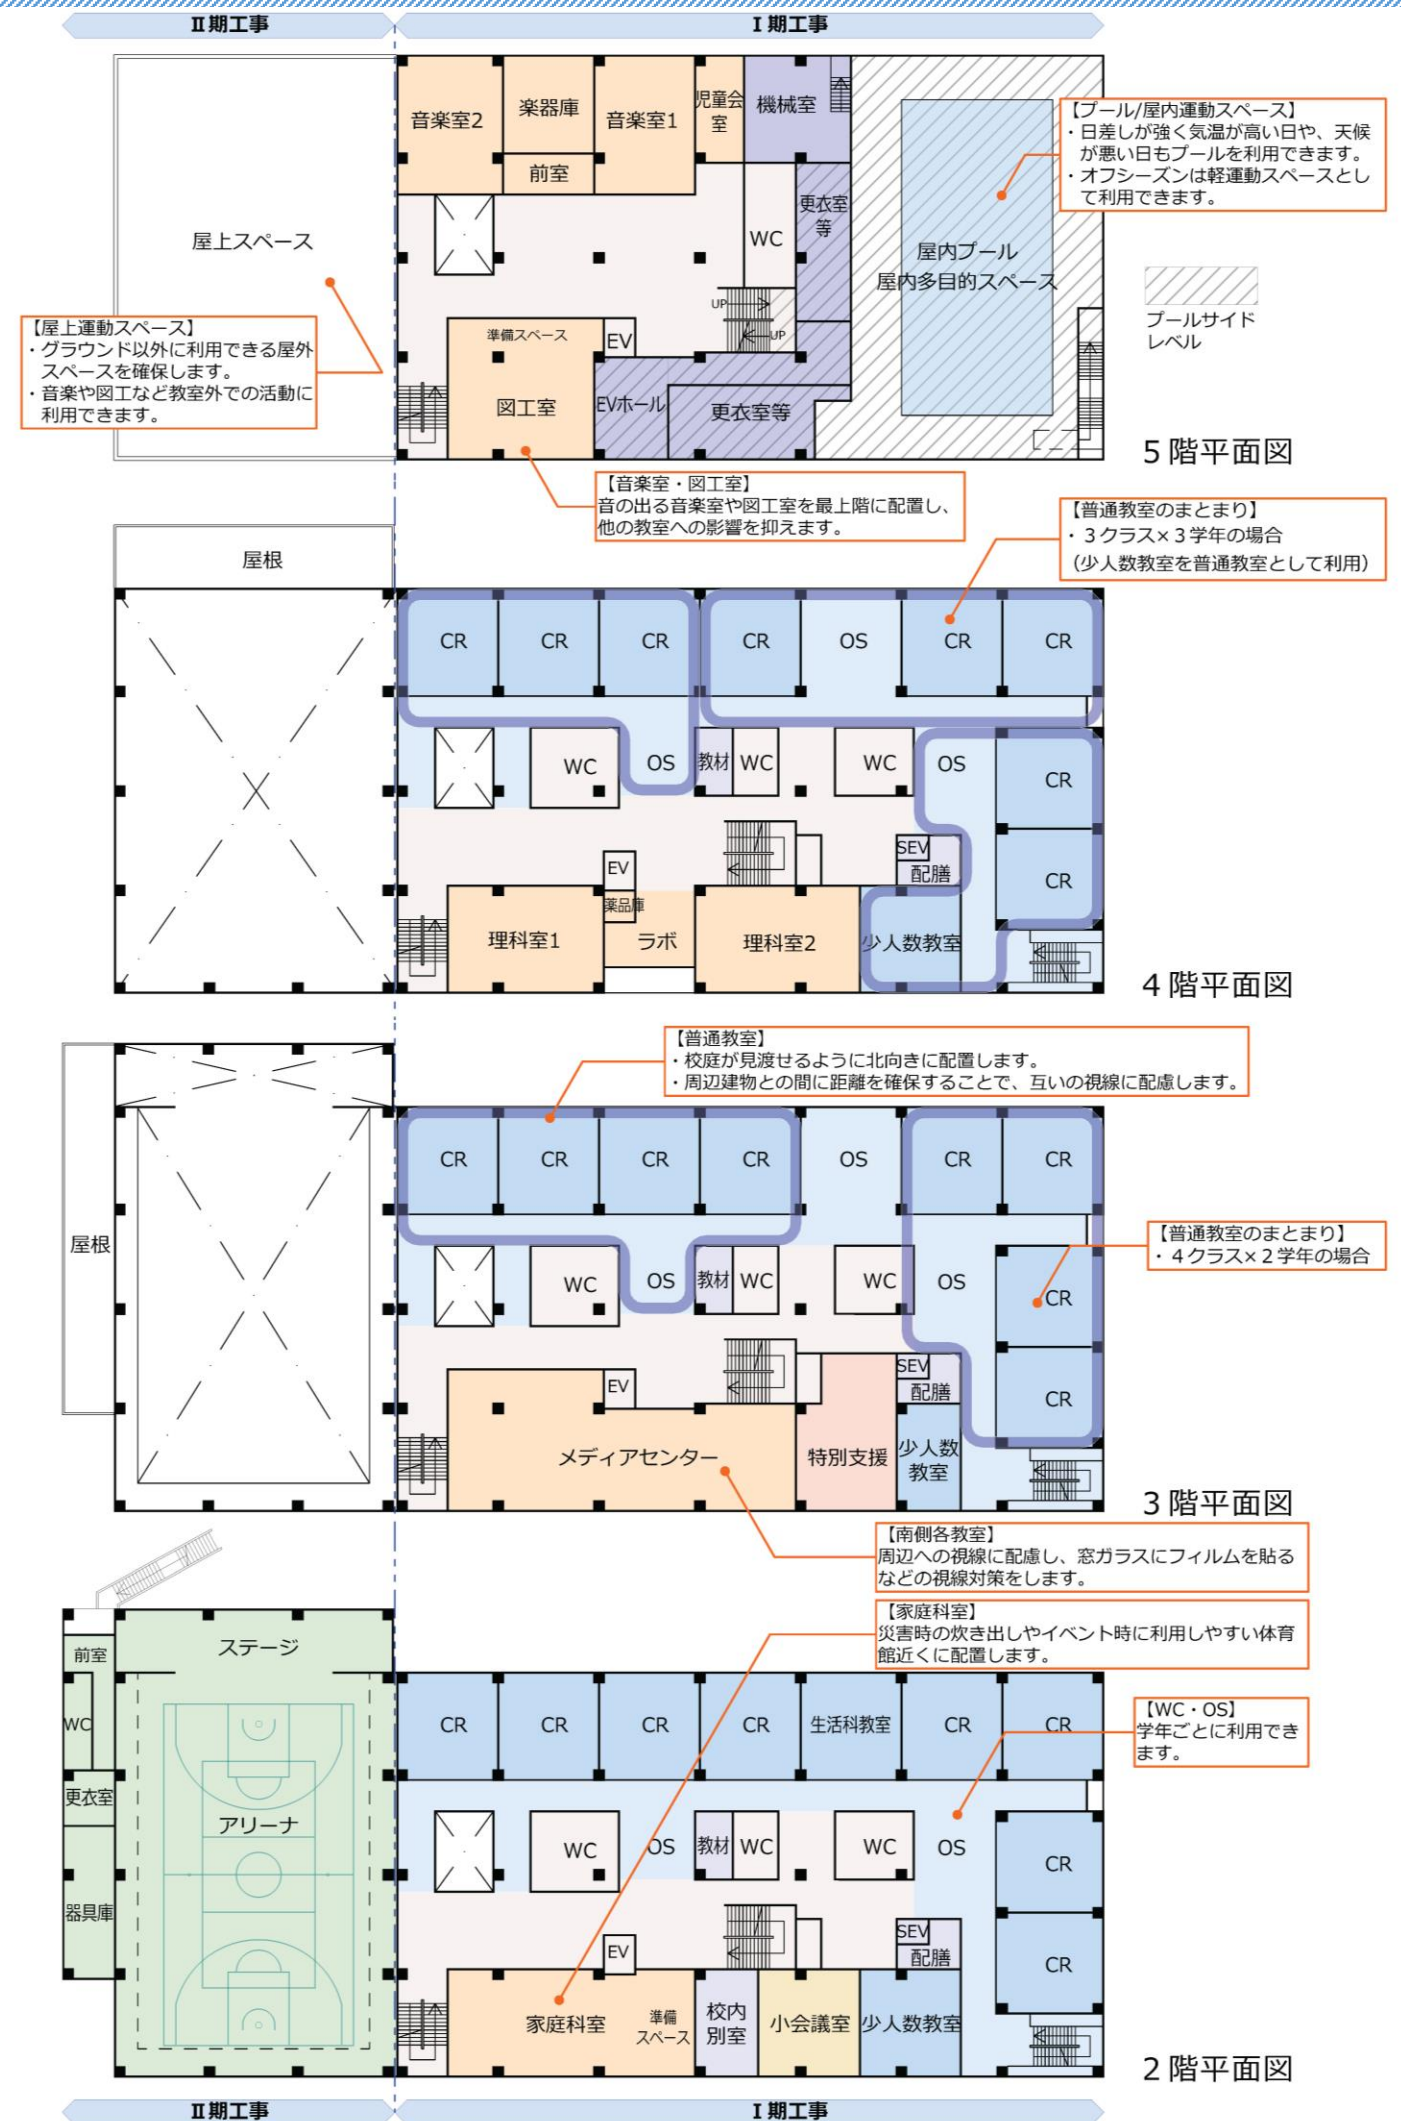 Ⅱ期工事
Ⅰ期工事
音楽室2
楽器庫
前室
音楽室1
児童会
室
機械室
更衣室
等
WC
屋上スペース
屋内プール
屋内多目的スペース
UP
UP
準備スペース
EV
図工室
EVホール
更衣室等
【プール/屋内運動スペース】
・日差しが強く気温が高い日や、天候
が悪い日もプールを利用できます。
・オフシーズンは軽運動スペースとし
て利用できます。
プールサイド
レベル
【屋上運動スペース】
・グラウンド以外に利用できる屋外
スペースを確保します。
・音楽や図工など教室外での活動に
利用できます。
5階平面図
【音楽室・図工室】
音の出る音楽室や図工室を最上階に配置し、
他の教室への影響を抑えます。
【普通教室のまとまり】
・３クラス×３学年の場合
（少人数教室を普通教室として利用）
屋根
CR
CR
CR
CR
OS
CR
CR
WC
OS
教材
WC
WC
OS
CR
CR
EV
SEV
配膳
薬品庫
理科室1
ラボ
理科室2
少人数教室
4階平面図
【普通教室】
・校庭が見渡せるように北向きに配置します。
・周辺建物との間に距離を確保することで、互いの視線に配慮します。
屋根
CR
CR
CR
CR
OS
CR
CR
WC
OS
教材
WC
WC
OS
CR
CR
【普通教室のまとまり】
・４クラス×２学年の場合
EV
SEV
配膳
メディアセンター
特別支援
少人数
教室
3階平面図
【南側各教室】
周辺への視線に配慮し、窓ガラスにフィルムを貼る
などの視線対策をします。
【家庭科室】
災害時の炊き出しやイベント時に利用しやすい体育
館近くに配置します。
【WC・OS】
学年ごとに利用でき
ます。
前室
ステージ
WC
更衣室
アリーナ
器具庫
CR
CR
CR
CR
生活科教室
CR
CR
WC
OS
教材
WC
WC
OS
CR
CR
EV
SEV
配膳
家庭科室
準備
スペース
校内
別室
小会議室
少人数教室
2階平面図
Ⅱ期工事
Ⅰ期工事